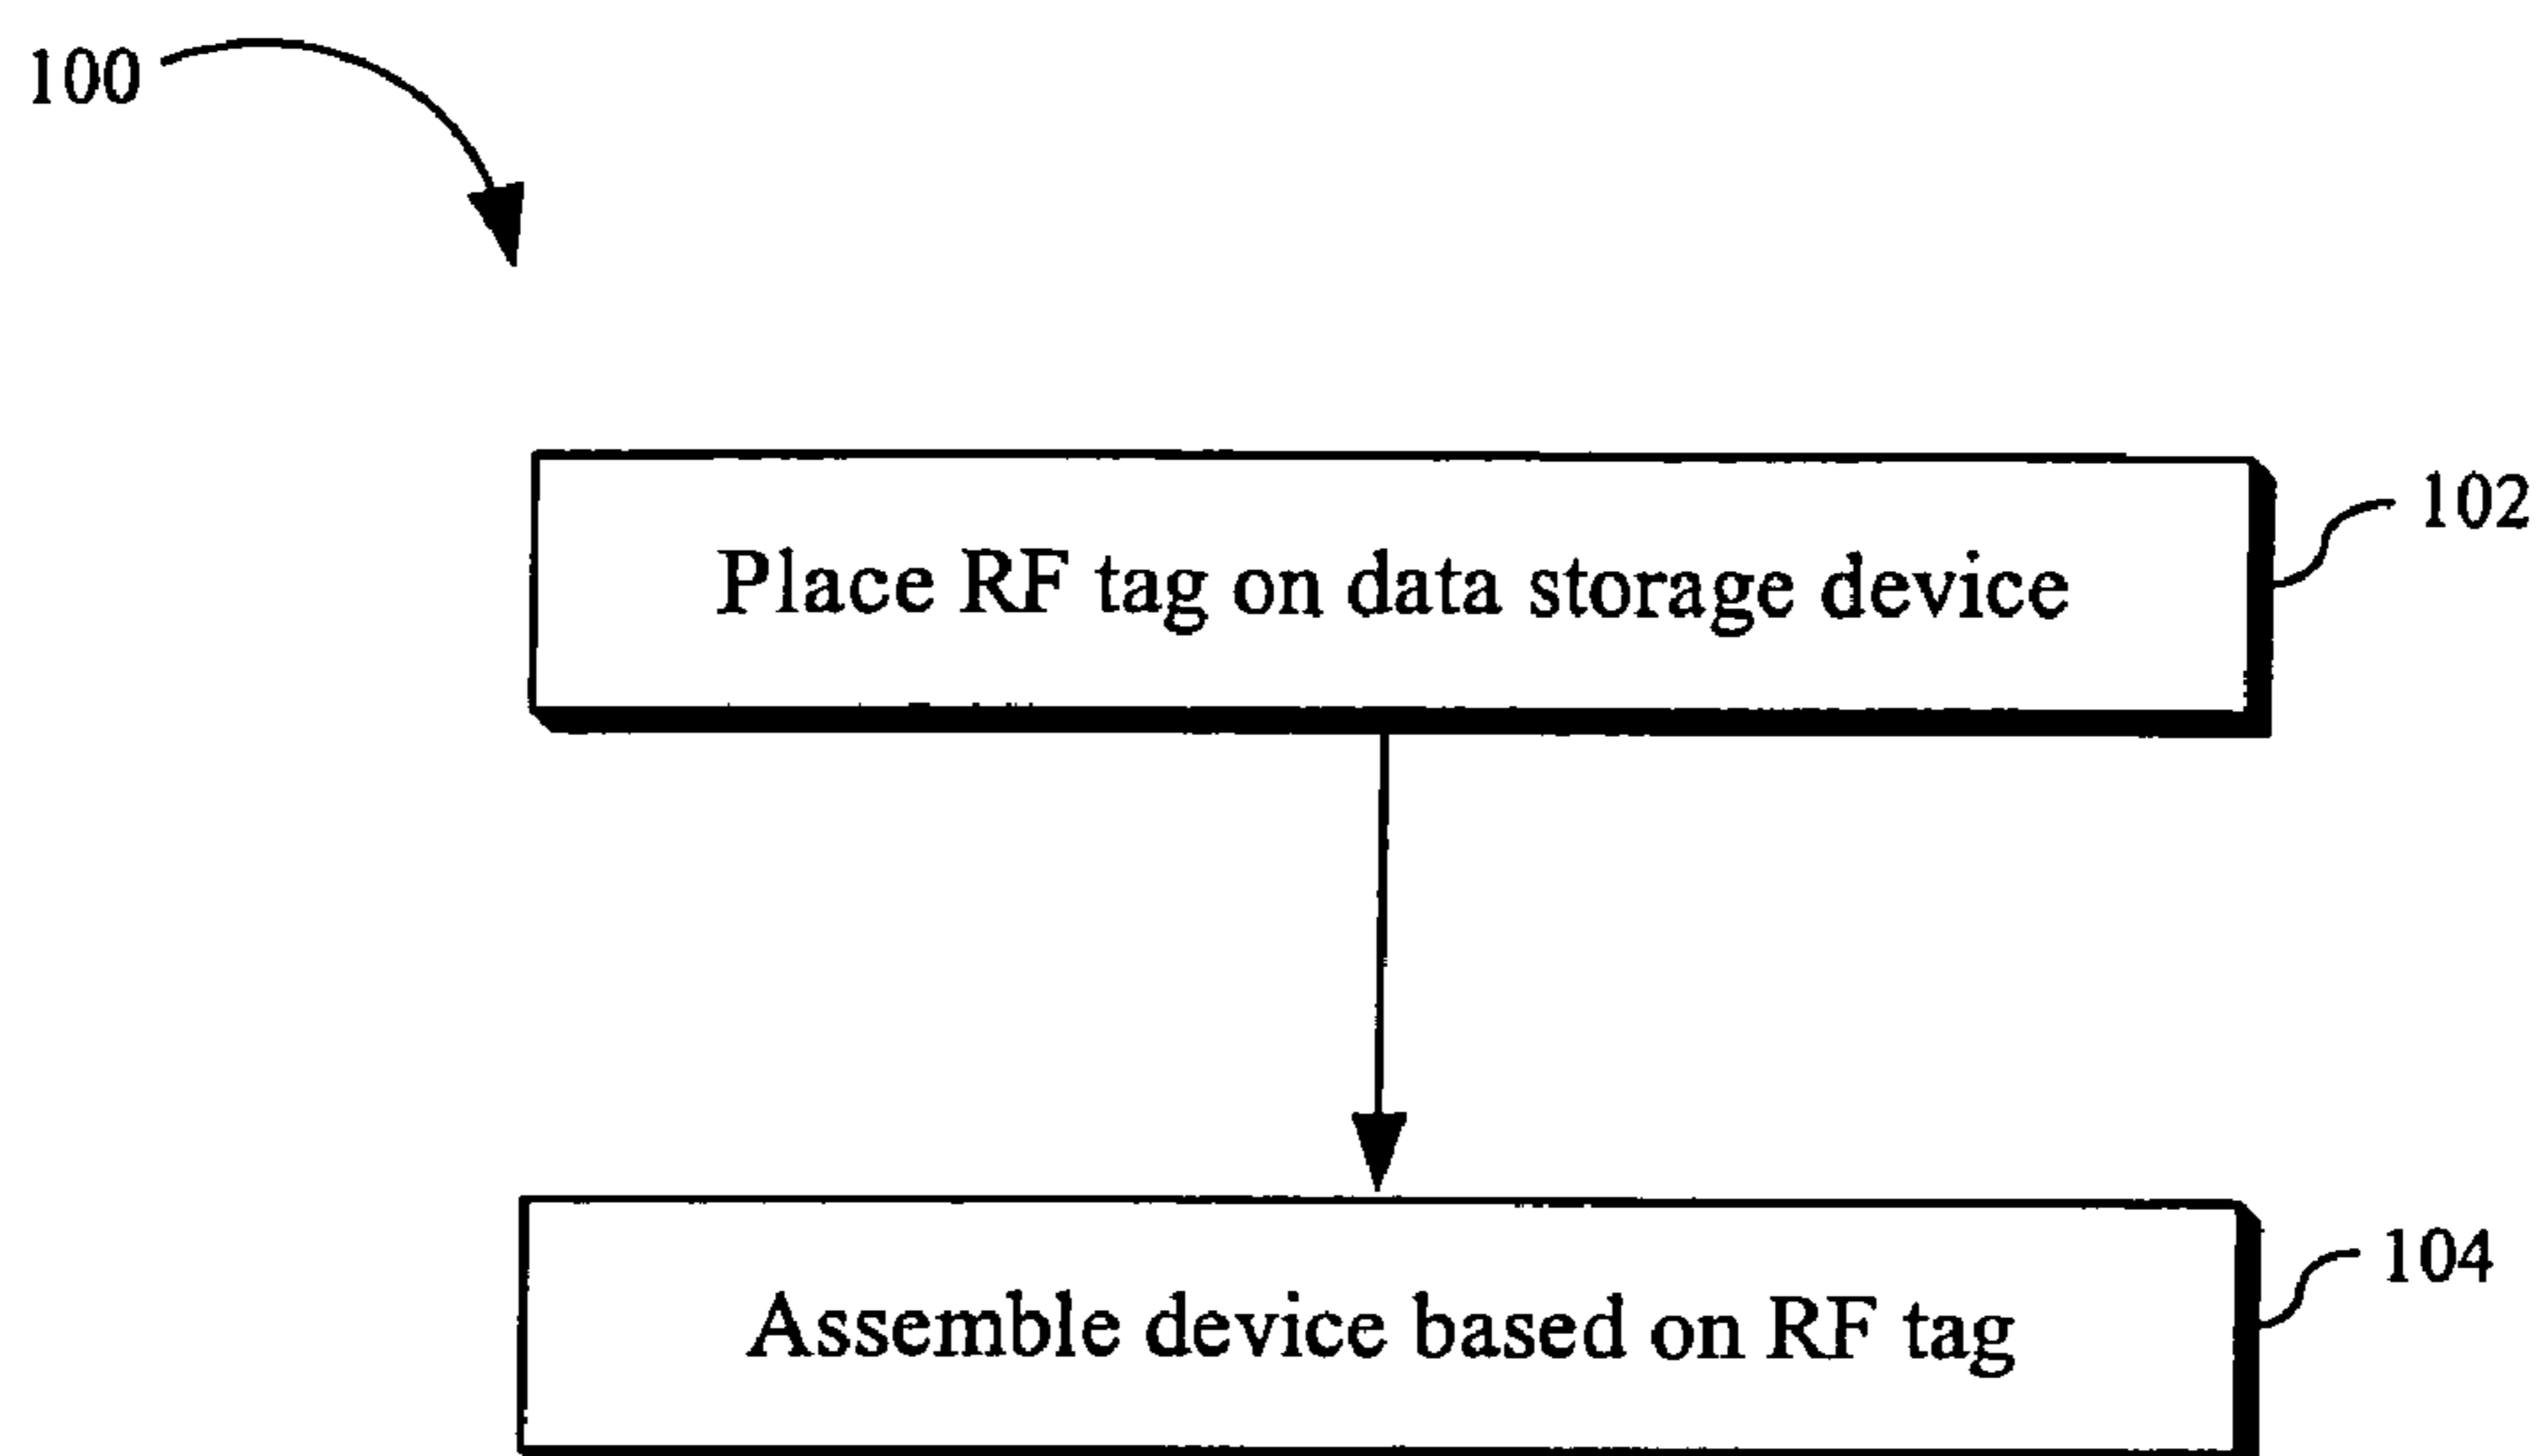 100
Place RF tag on data storage device
102
Assemble device based on RF tag
104